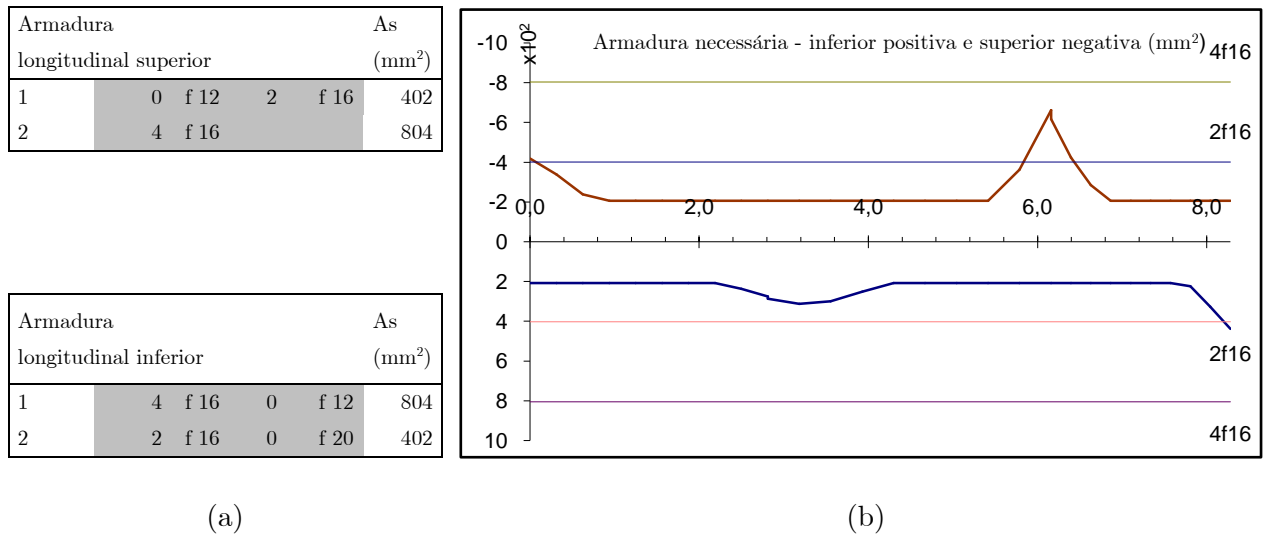 Armadura As
longitudinal superior (mm²)
1 0 f 12 2 f 16 402
2 4 f 16 804
Armadura As
longitudinal inferior (mm²)
1 4 f 16 0 f 12 804
2 2 f 16 0 f 20 402
(a)
x10²
Armadura necessária - inferior positiva e superior negativa (mm²)
-10
4f16
-8
-6
2f16
-4
-2
0,0 2,0 4,0 6,0 8,0
0
2
4
6
2f16
8
10
4f16
(b)